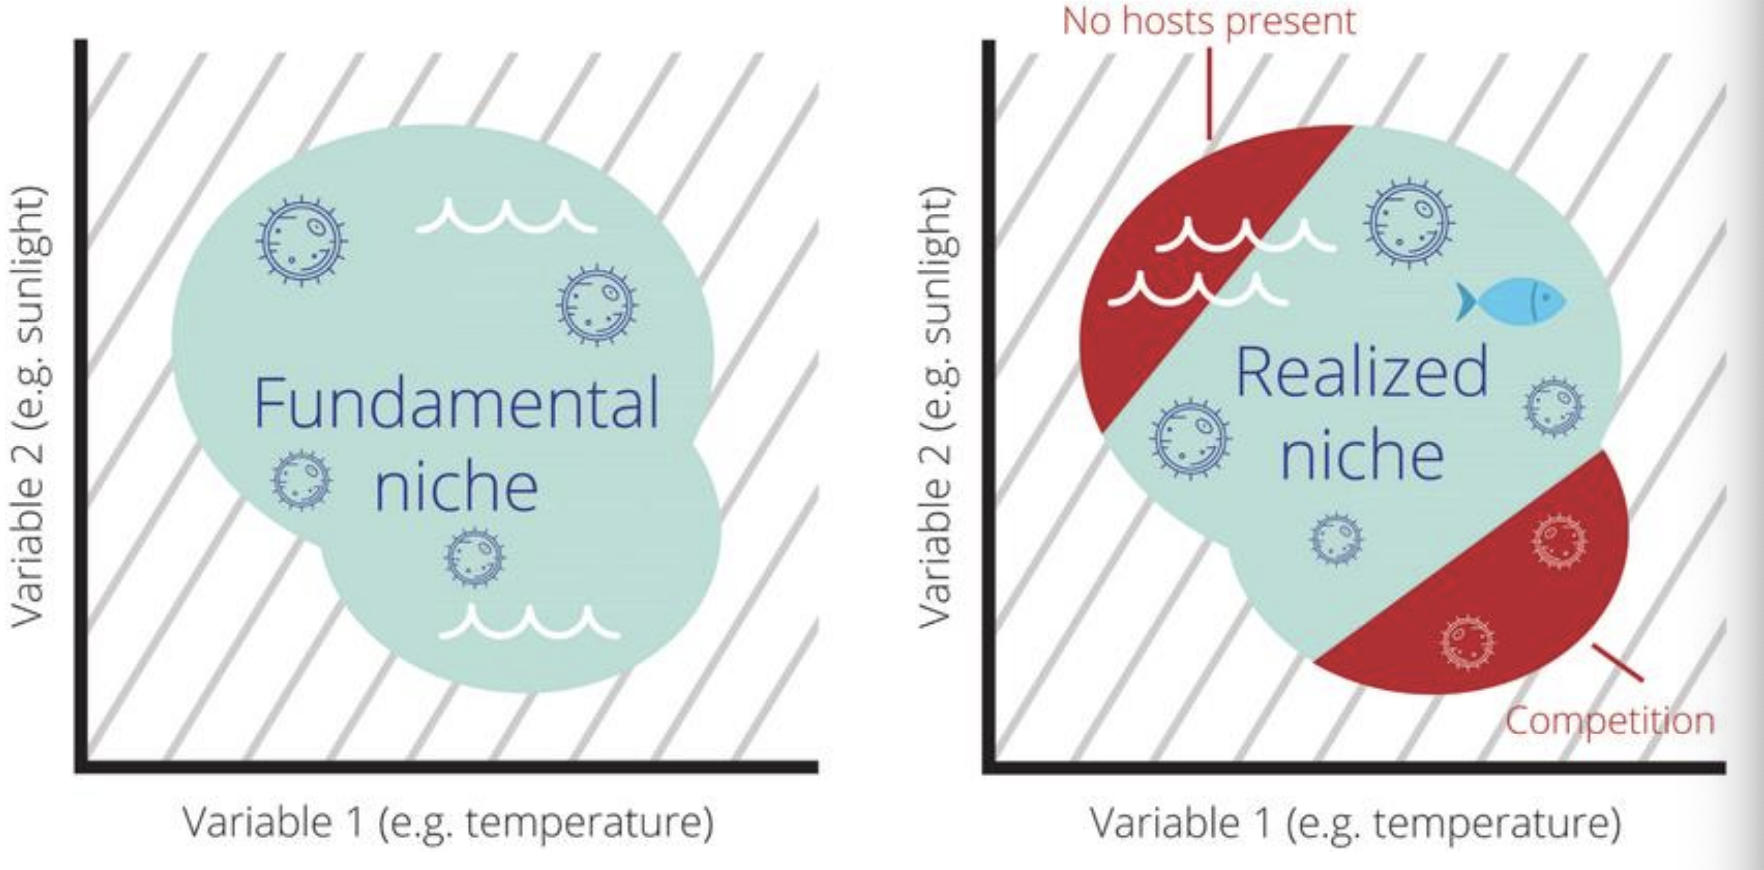 Variable 2 (e.g. sunlight)
Fundamental
niche
Variable 1 (e.g. temperature)
No hosts present
Variable 2 (e.g. sunlight)
Realized
niche
Competition
Variable 1 (e.g. temperature)